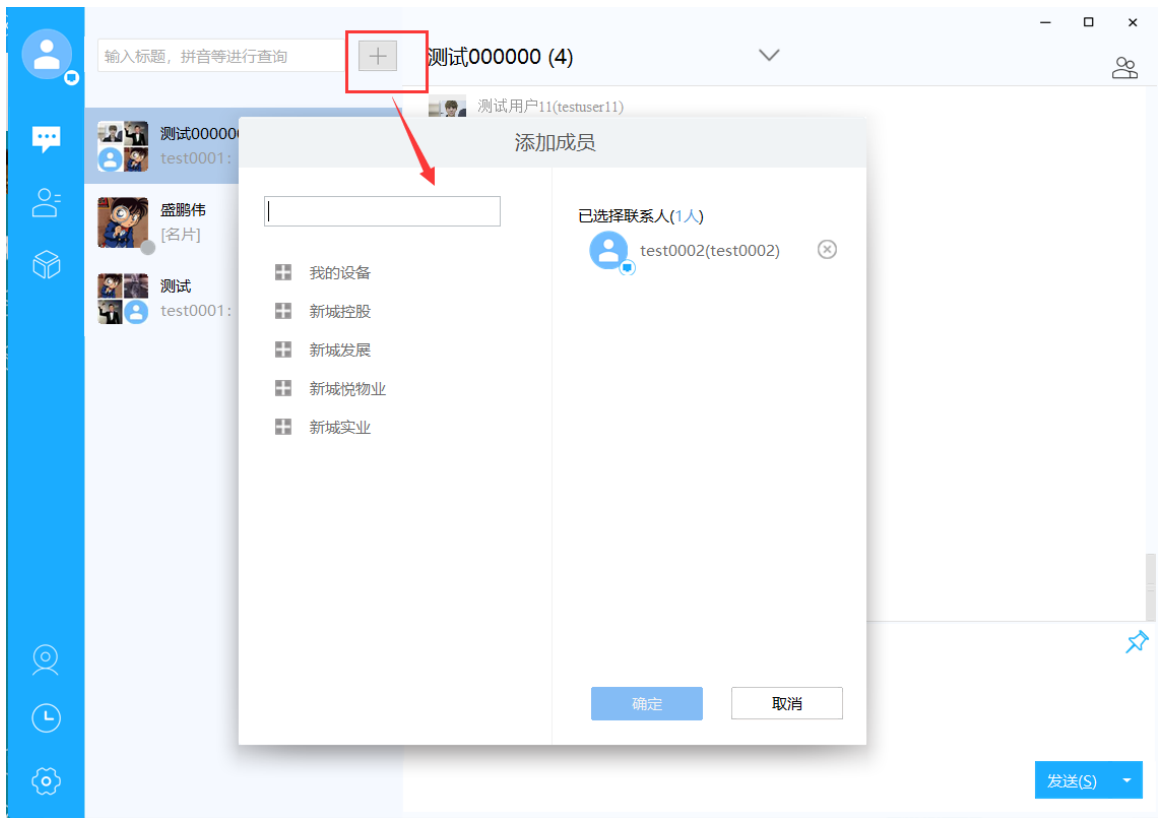 输入标题，拼音等进行查询
测试000000 (4)
测试用户11(testuser11)
测试00000
test0001:
盛鹏伟
[名片]
测试
test0001:
添加成员
我的设备
新城控股
新城发展
新城悦物业
新城实业
已选择联系人(1人)
test0002(test0002)
确定
取消
发送(S)